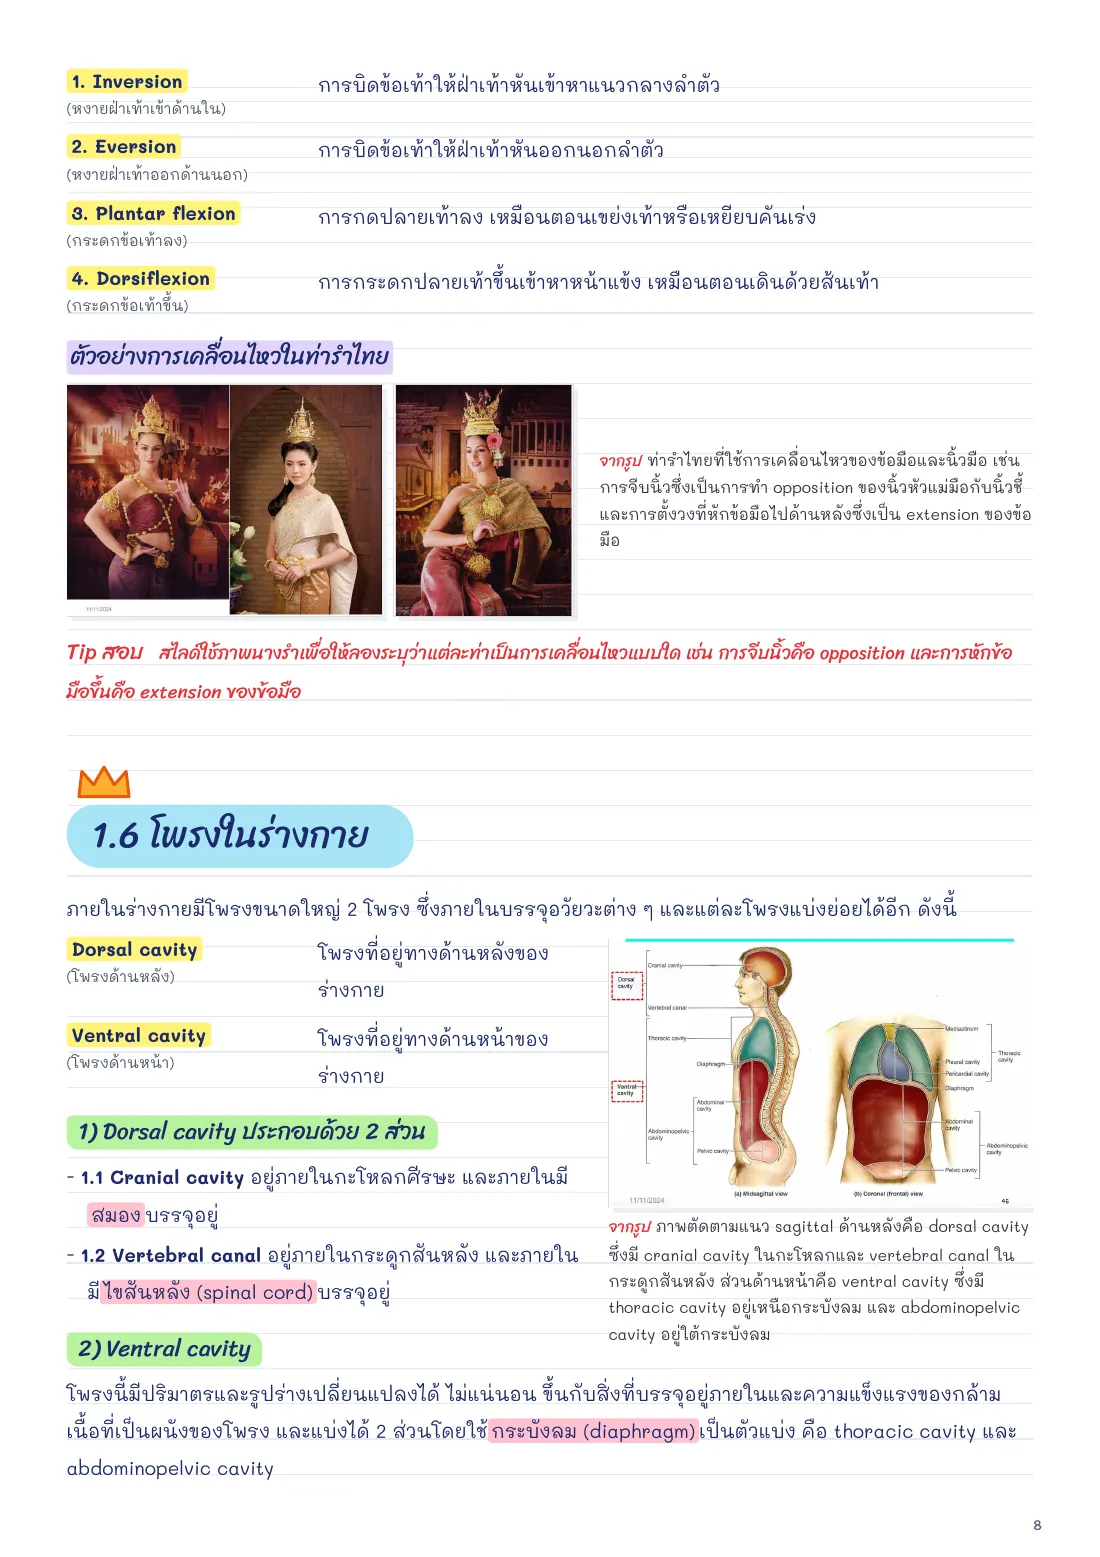 1. Inversion
(หงายฝ่าเท้าเข้าด้านใน)
การบิดข้อเท้าให้ฝ่าเท้าหันเข้าหาแนวกลางลำตัว
2. Eversion
(หงายฝ่าเท้าออกด้านนอก)
การบิดข้อเท้าให้ฝ่าเท้าหันออกนอกลำตัว
3. Plantar flexion
(กระดกข้อเท้าลง)
การกดปลายเท้าลง เหมือนตอนเขย่งเท้าหรือเหยียบคันเร่ง
4. Dorsiflexion
(กระดกข้อเท้าขึ้น)
การกระดกปลายเท้าขึ้นเข้าหาหน้าแข้ง เหมือนตอนเดินด้วยส้นเท้า
ตัวอย่างการเคลื่อนไหวในท่ารำไทย
11/11/2024
จากรูป ท่ารำไทยที่ใช้การเคลื่อนไหวของข้อมือและนิ้วมือ เช่น
การจีบนิ้วซึ่งเป็นการทำ opposition ของนิ้วหัวแม่มือกับนิ้วชี้
และการตั้งวงที่หักข้อมือไปด้านหลังซึ่งเป็น extension ของข้อ
มือ
Tip สอบ สไลด์ใช้ภาพนางรำเพื่อให้ลองระบุว่าแต่ละท่าเป็นการเคลื่อนไหวแบบใด เช่น การจีบนิ้วคือ opposition และการหักข้อ
มือขึ้นคือ extension ของข้อมือ
1.6 โพรงในร่างกาย
ภายในร่างกายมีโพรงขนาดใหญ่ 2 โพรง ซึ่งภายในบรรจุอวัยวะต่าง ๆ และแต่ละโพรงแบ่งย่อยได้อีก ดังนี้
Dorsal cavity
(โพรงด้านหลัง)
โพรงที่อยู่ทางด้านหลังของ
ร่างกาย
Ventral cavity
(โพรงด้านหน้า)
โพรงที่อยู่ทางด้านหน้าของ
ร่างกาย
1) Dorsal cavity ประกอบด้วย 2 ส่วน
- 1.1 Cranial cavity อยู่ภายในกะโหลกศีรษะ และภายในมี
สมอง บรรจุอยู่
- 1.2 Vertebral canal อยู่ภายในกระดูกสันหลัง และภายใน
มี ไขสันหลัง (spinal cord) บรรจุอยู่
Dorsal
cavity
Cranial cavity
Vertebral canal
Thoracic cavity
Diaphragm
Ventral
cavity
Abdominal
cavity
Abdominopelvic
cavity
Pelvic cavity
(a) Midsagittal view
11/11/2024
Mediastinum
Thoracic
cavity
Pleural cavity
Pericardial cavity
Diaphragm
Abdominal
cavity
Abdominopelvic
cavity
Pelvic cavity
(b) Coronal (frontal) view
46
จากรูป ภาพตัดตามแนว sagittal ด้านหลังคือ dorsal cavity
ซึ่งมี cranial cavity ในกะโหลกและ vertebral canal ใน
กระดูกสันหลัง ส่วนด้านหน้าคือ ventral cavity ซึ่งมี
thoracic cavity อยู่เหนือกระบังลม และ abdominopelvic
cavity อยู่ใต้กระบังลม
2) Ventral cavity
โพรงนี้มีปริมาตรและรูปร่างเปลี่ยนแปลงได้ ไม่แน่นอน ขึ้นกับสิ่งที่บรรจุอยู่ภายในและความแข็งแรงของกล้าม
เนื้อที่เป็นผนังของโพรง และแบ่งได้ 2 ส่วนโดยใช้ กระบังลม (diaphragm) เป็นตัวแบ่ง คือ thoracic cavity และ
abdominopelvic cavity
8